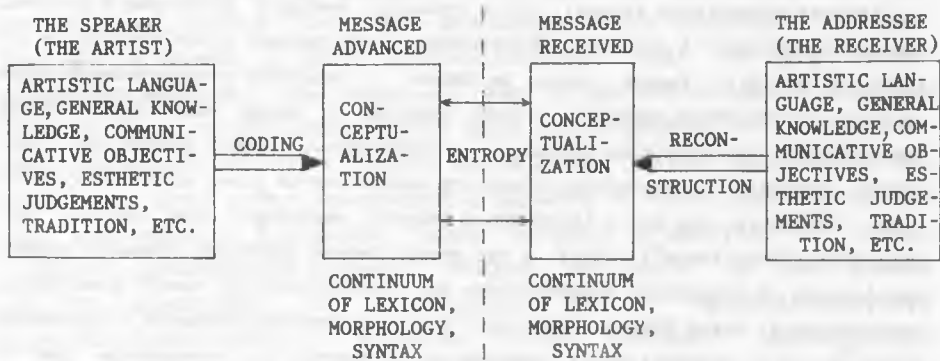 THE SPEAKER
(THE ARTIST)
ARTISTIC LANGUA-
GE, GENERAL KNOW-
LEDGE, COMMUNI-
CATIVE OBJECTI-
VES, ESTHETIC
JUDGEMENTS,
TRADITION, ETC.
CODING
MESSAGE
ADVANCED
CON-
CEPTU-
ALIZA-
TION
CONTINUUM
OF LEXICON,
MORPHOLOGY,
SYNTAX
ENTROPY
MESSAGE
RECEIVED
CONCEP-
TUALI-
ZATION
CONTINUUM
OF LEXICON,
MORPHOLOGY,
SYNTAX
RECON-
STRUCTION
THE ADDRESSEE
(THE RECEIVER)
ARTISTIC LAN-
GUAGE, GENERAL
KNOWLEDGE, COM-
MUNICATIVE OB-
JECTIVES, ES-
THETIC JUDGE-
MENTS, TRADI-
TION, ETC.